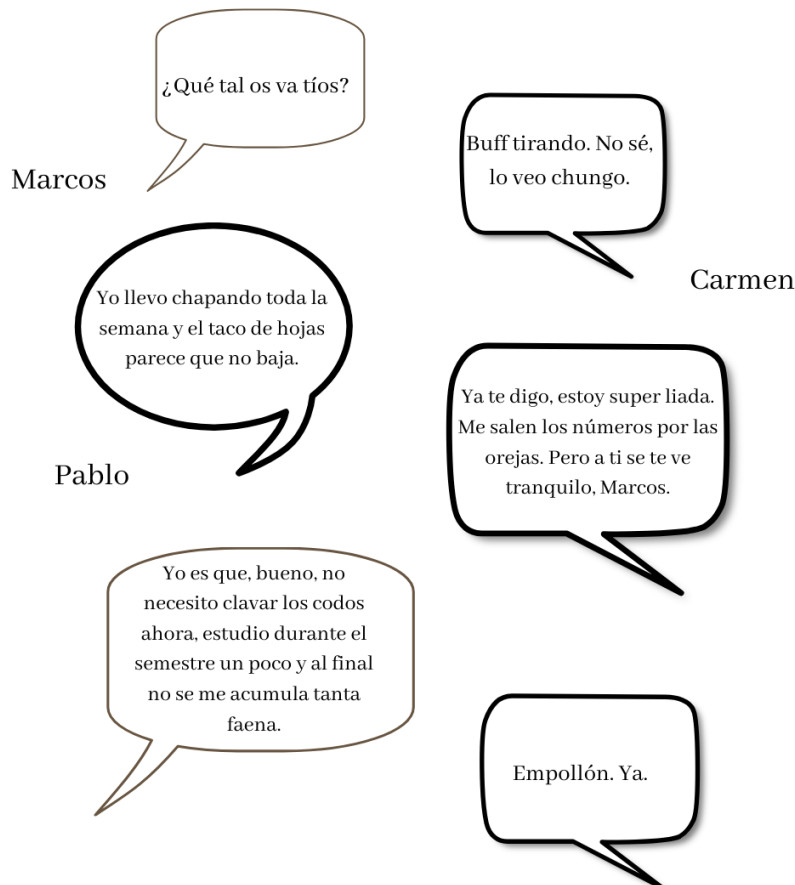 ¿Qué tal os va tíos?
Marcos
Buff tirando. No sé,
lo veo chungo.
Carmen
Yo llevo chapando toda la
semana y el taco de hojas
parece que no baja.
Pablo
Ya te digo, estoy super liada.
Me salen los números por las
orejas. Pero a ti se te ve
tranquilo, Marcos.
Yo es que, bueno, no
necesito clavar los codos
ahora, estudio durante el
semestre un poco y al final
no se me acumula tanta
faena.
Empollón. Ya.